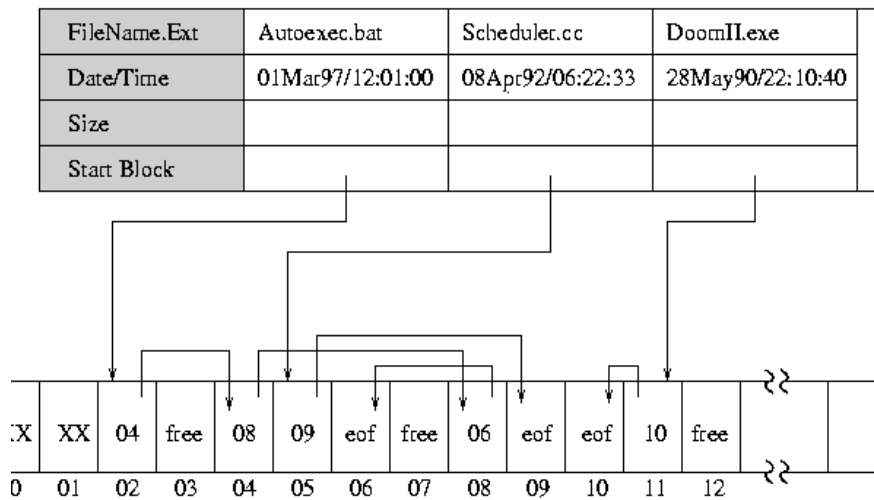 FileName.Ext Autoexec.bat Scheduler.cc DoomII.exe
Date/Time 01Mar97/12:01:00 08Apr92/06:22:33 28May90/22:10:40
Size
Start Block
XX XX 04 free 08 09 eof free 06 eof eof 10 free
0 01 02 03 04 05 06 07 08 09 10 11 12